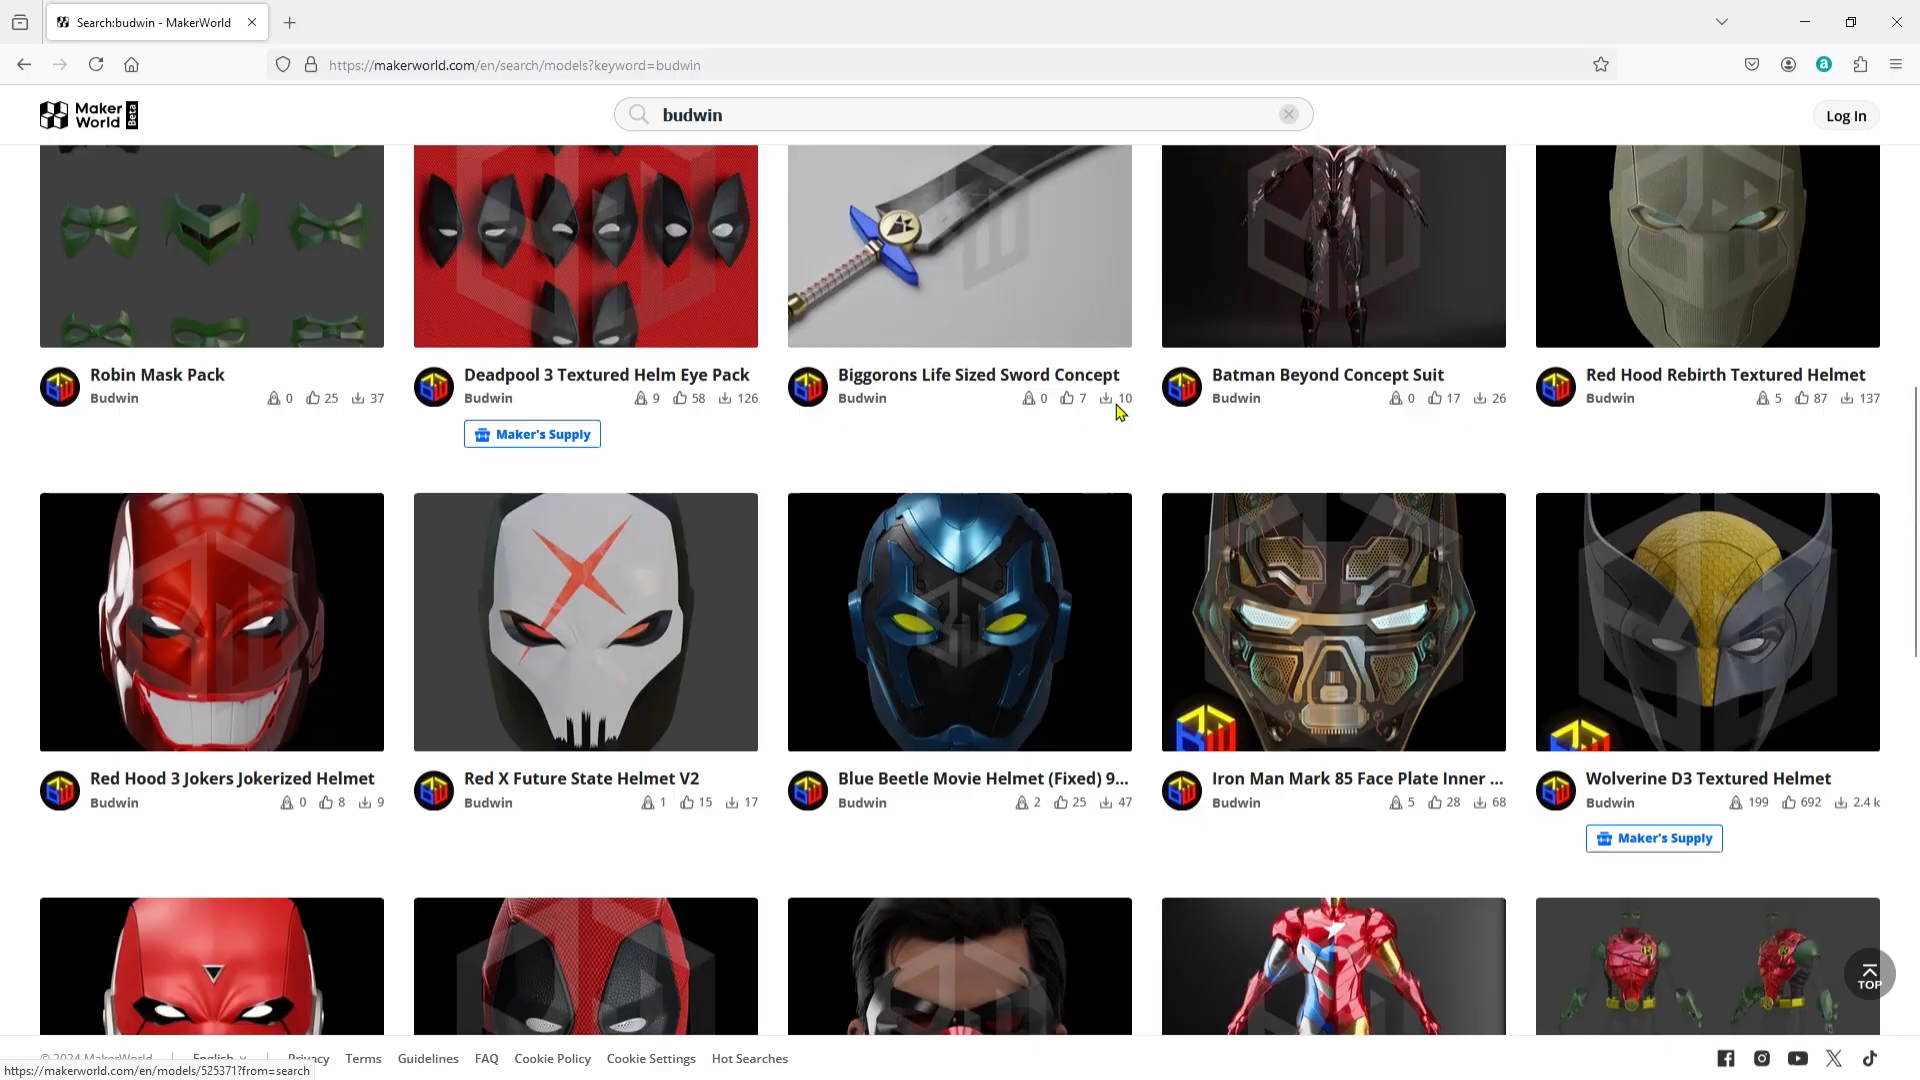 Search:budwin - MakerWorld
https://makerworld.com/en/search/models?keyword=budwin
a
Maker World Beta
budwin
Log In
Robin Mask Pack
Budwin 0 25 37
Deadpool 3 Textured Helm Eye Pack
Budwin 9 58 126
Maker's Supply
Biggorons Life Sized Sword Concept
Budwin 0 7 10
Batman Beyond Concept Suit
Budwin 0 17 26
Red Hood Rebirth Textured Helmet
Budwin 5 87 137
Red Hood 3 Jokers Jokerized Helmet
Budwin 0 8 9
Red X Future State Helmet V2
Budwin 1 15 17
Blue Beetle Movie Helmet (Fixed) 9...
Budwin 2 25 47
Iron Man Mark 85 Face Plate Inner ...
Budwin 5 28 68
Wolverine D3 Textured Helmet
Budwin 199 692 2.4 k
Maker's Supply
TOP
© 2024 MakerWorld English Privacy Terms Guidelines FAQ Cookie Policy Cookie Settings Hot Searches
https://makerworld.com/en/models/525371?from=search